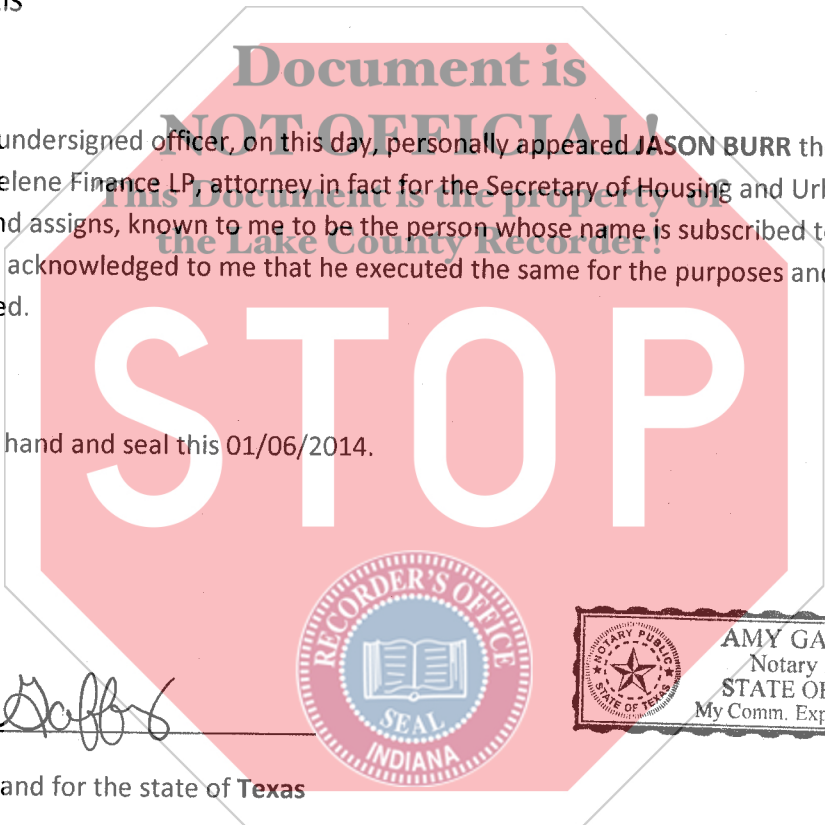 is
Document is
NOT OFFICIAL!
This Document is the property of
the Lake County Recorder!
undersigned officer, on this day, personally appeared JASON BURR th
elene Finance LP, attorney in fact for the Secretary of Housing and Url
nd assigns, known to me to be the person whose name is subscribed t
acknowledged to me that he executed the same for the purposes and
ed.
STOP
hand and seal this 01/06/2014.
RECORDER'S OFFICE
SEAL
INDIANA
NOTARY PUBLIC
STATE OF TEXAS
AMY GA
Notary
STATE OF
My Comm. Exp
Gaffney
and for the state of Texas